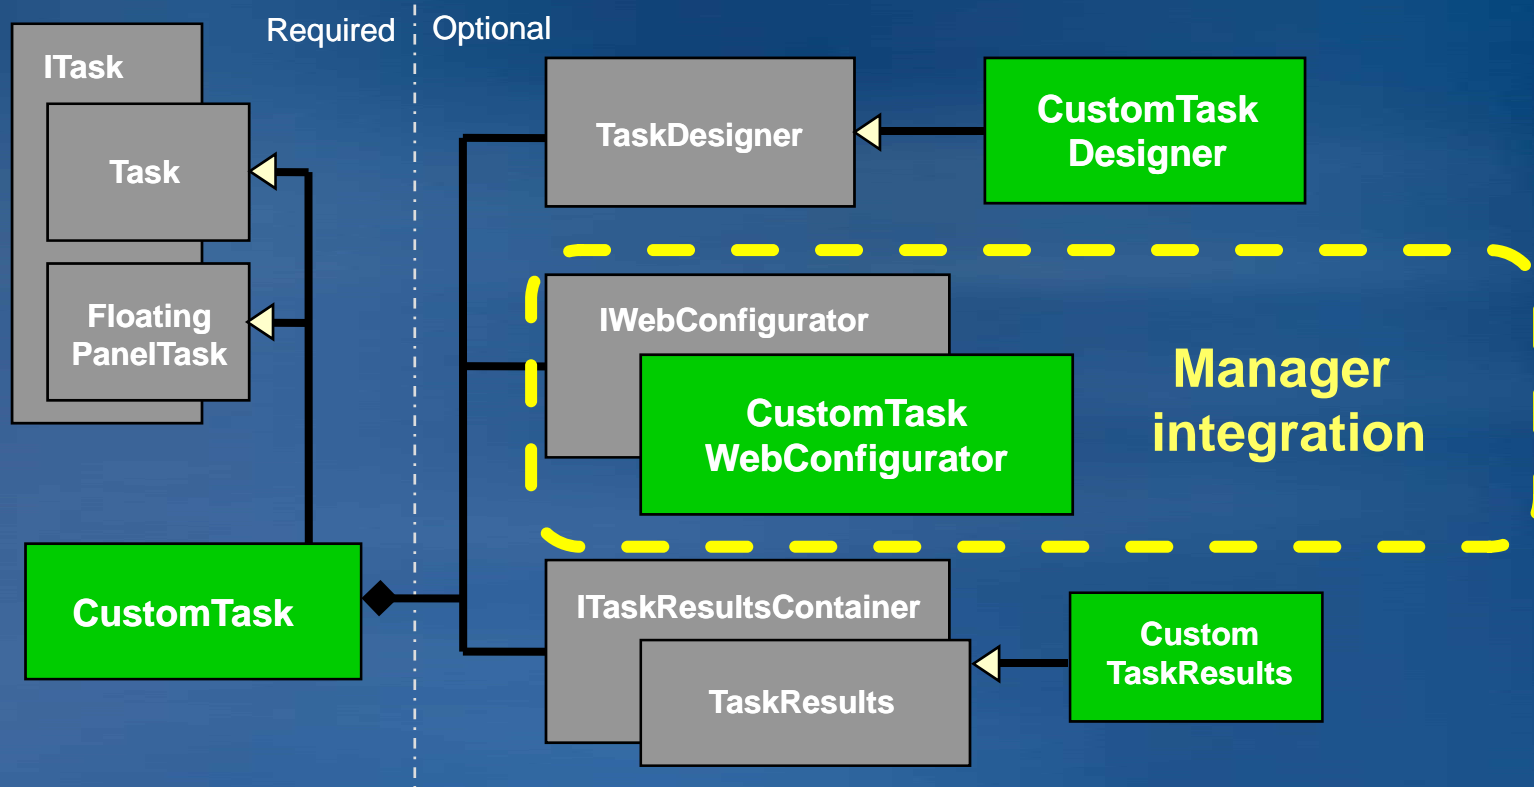 Required
Optional
ITask
Task
Floating
PanelTask
CustomTask
TaskDesigner
CustomTask
Designer
IWebConfigurator
CustomTask
WebConfigurator
Manager
integration
ITaskResultsContainer
TaskResults
Custom
TaskResults